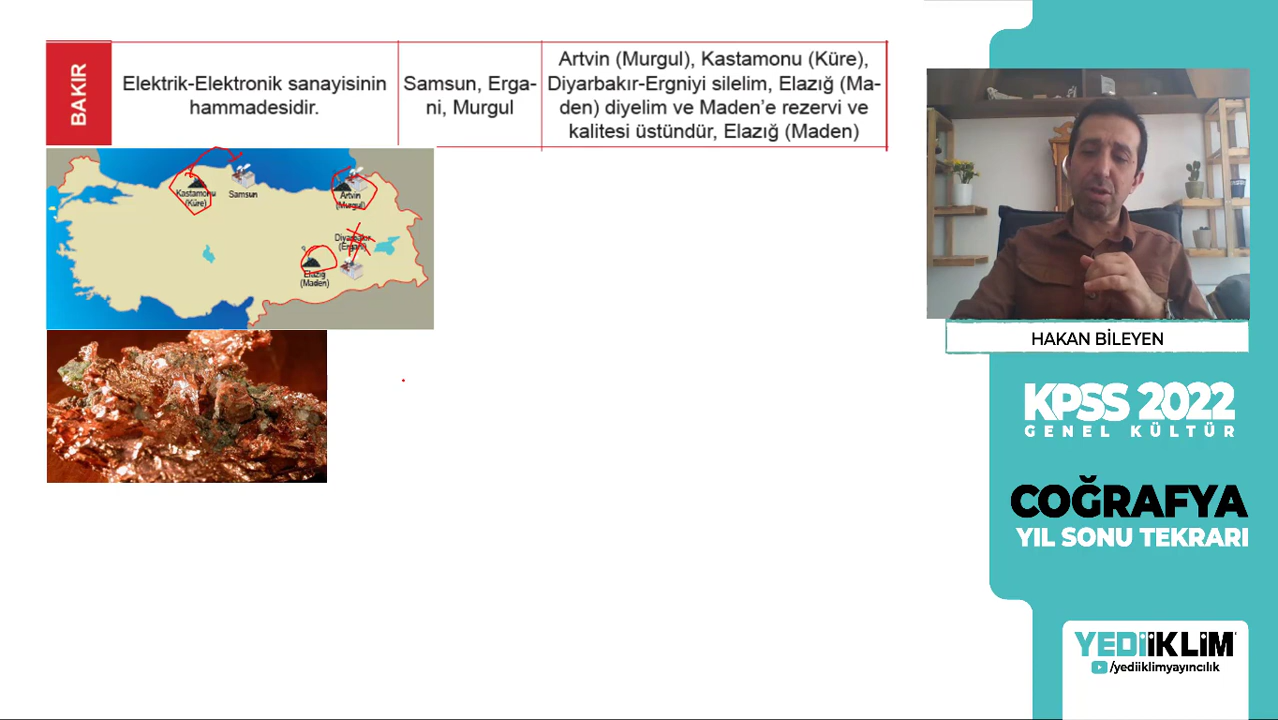 BAKIR
Elektrik-Elektronik sanayisinin
hammadesidir.
Samsun, Erga-
ni, Murgul
Artvin (Murgul), Kastamonu (Küre),
Diyarbakır-Ergniyi silelim, Elazığ (Ma-
den) diyelim ve Maden’e rezervi ve
kalitesi üstündür, Elazığ (Maden)
Kastamonu
(Küre)
Samsun
Artvin
(Murgul)
Diyarbakır
(Ergani)
Elazığ
(Maden)
HAKAN BİLEYEN
KPSS 2022
GENEL KÜLTÜR
COĞRAFYA
YIL SONU TEKRARI
YEDİİKLİM
/yediiklimyayıncılık